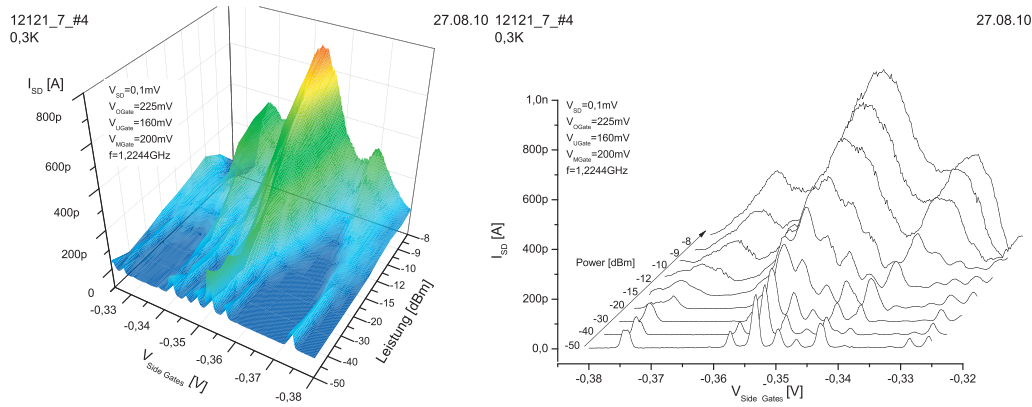 12121_7_#4
27.08.10
0,3K
I_SD [A]
V_SD=0,1mV
V_OGate=225mV
V_UGate=160mV
V_MGate=200mV
f=1,2244GHz
800p
600p
400p
200p
0
-0,33
-0,34
-0,35
-0,36
-0,37
-0,38
V_Side Gates [V]
-8
-9
-10
-12
-15
-20
-30
-40
-50
Leistung [dBm]
12121_7_#4
27.08.10
0,3K
V_SD=0,1mV
V_OGate=225mV
V_UGate=160mV
V_MGate=200mV
f=1,2244GHz
1,0n
800p
600p
400p
200p
0,0
I_SD [A]
Power [dBm]
-8
-9
-10
-12
-15
-20
-30
-40
-50
-0,38
-0,37
-0,36
-0,35
-0,34
-0,33
-0,32
V_Side Gates [V]